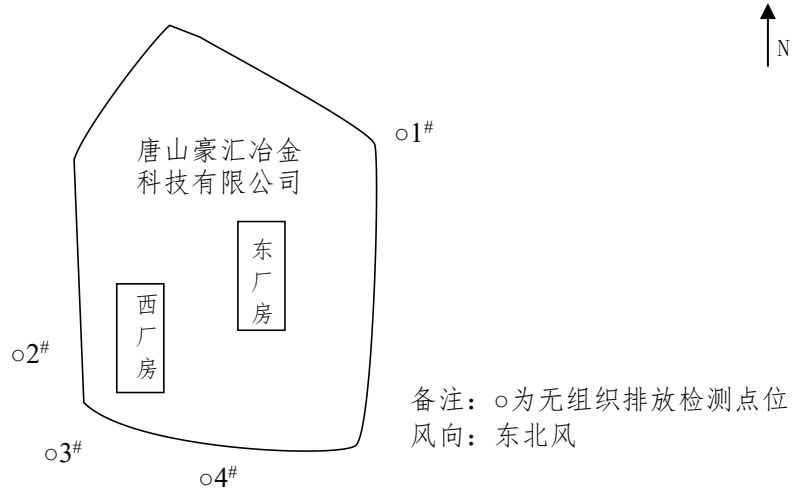 N
○1#
唐山豪汇冶金
科技有限公司
东厂房
西厂房
○2#
○3#
○4#
备注：○为无组织排放检测点位
风向：东北风